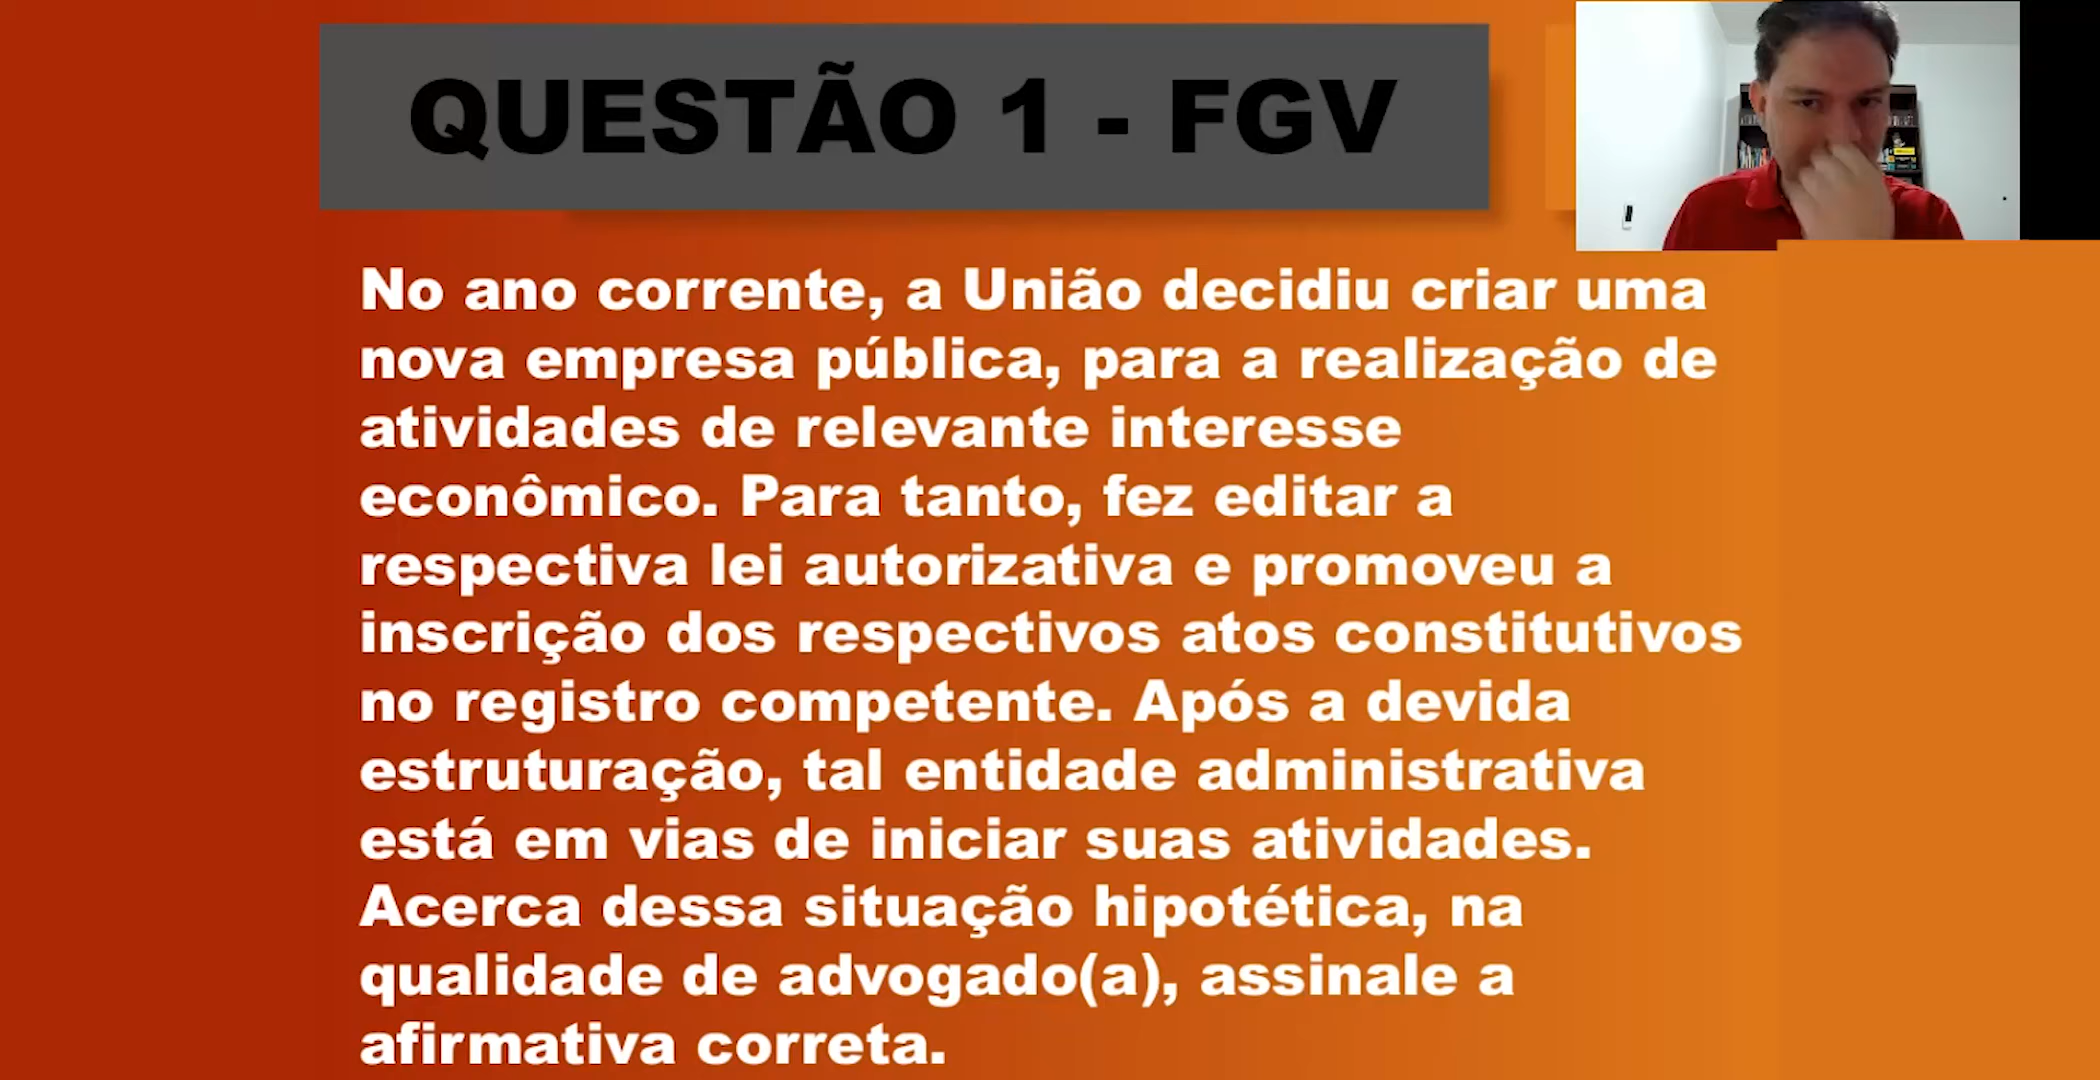 QUESTÃO 1 - FGV
No ano corrente, a União decidiu criar uma
nova empresa pública, para a realização de
atividades de relevante interesse
econômico. Para tanto, fez editar a
respectiva lei autorizativa e promoveu a
inscrição dos respectivos atos constitutivos
no registro competente. Após a devida
estruturação, tal entidade administrativa
está em vias de iniciar suas atividades.
Acerca dessa situação hipotética, na
qualidade de advogado(a), assinale a
afirmativa correta.